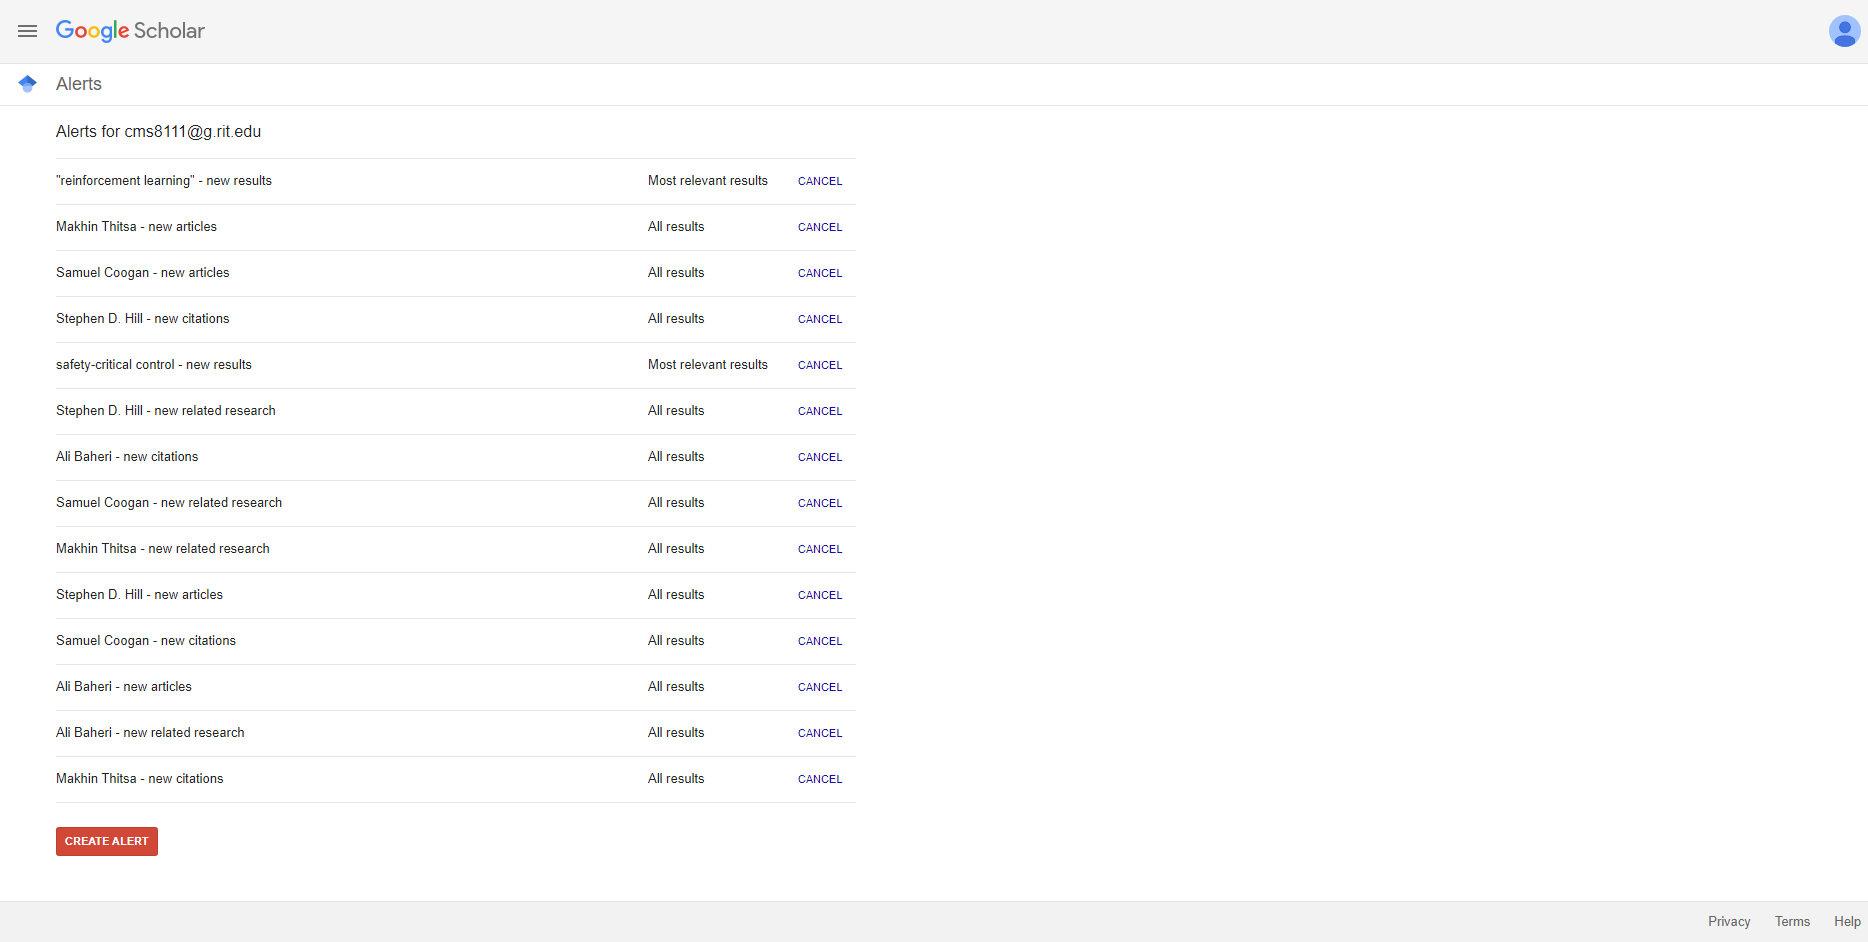 Google Scholar
Alerts
Alerts for cms8111@g.rit.edu
"reinforcement learning" - new results Most relevant results CANCEL
Makhin Thitsa - new articles All results CANCEL
Samuel Coogan - new articles All results CANCEL
Stephen D. Hill - new citations All results CANCEL
safety-critical control - new results Most relevant results CANCEL
Stephen D. Hill - new related research All results CANCEL
Ali Baheri - new citations All results CANCEL
Samuel Coogan - new related research All results CANCEL
Makhin Thitsa - new related research All results CANCEL
Stephen D. Hill - new articles All results CANCEL
Samuel Coogan - new citations All results CANCEL
Ali Baheri - new articles All results CANCEL
Ali Baheri - new related research All results CANCEL
Makhin Thitsa - new citations All results CANCEL
CREATE ALERT
Privacy Terms Help